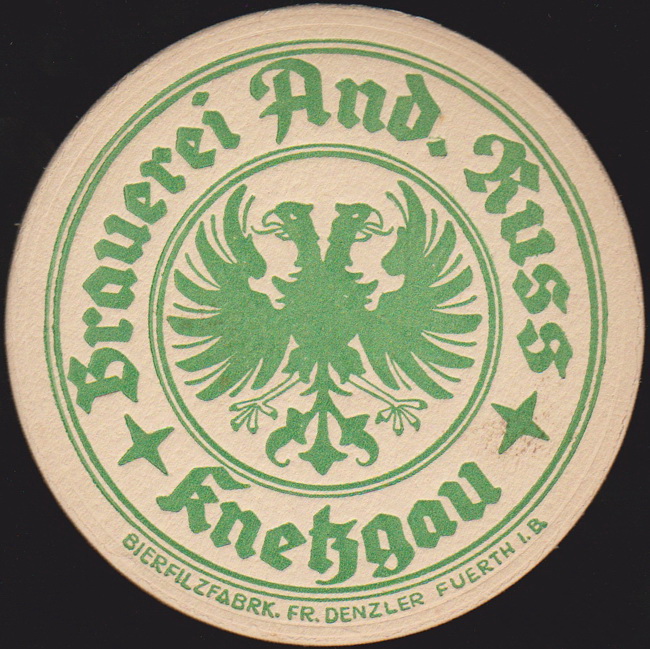 Brauerei And. Russ
Knetzgau
BIERFILZFABRK. FR. DENZLER FUERTH I. B.